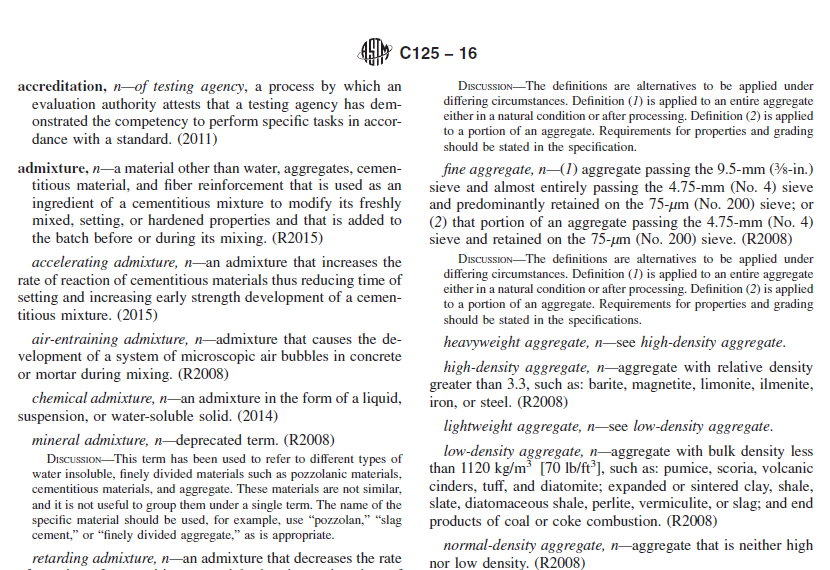 ASTM C125 – 16
accreditation, n—of testing agency, a process by which an
evaluation authority attests that a testing agency has dem-
onstrated the competency to perform specific tasks in accor-
dance with a standard. (2011)
admixture, n—a material other than water, aggregates, cemen-
titious material, and fiber reinforcement that is used as an
ingredient of a cementitious mixture to modify its freshly
mixed, setting, or hardened properties and that is added to
the batch before or during its mixing. (R2015)
accelerating admixture, n—an admixture that increases the
rate of reaction of cementitious materials thus reducing time of
setting and increasing early strength development of a cemen-
titious mixture. (2015)
air-entraining admixture, n—admixture that causes the de-
velopment of a system of microscopic air bubbles in concrete
or mortar during mixing. (R2008)
chemical admixture, n—an admixture in the form of a liquid,
suspension, or water-soluble solid. (2014)
mineral admixture, n—deprecated term. (R2008)
DISCUSSION—This term has been used to refer to different types of
water insoluble, finely divided materials such as pozzolanic materials,
cementitious materials, and aggregate. These materials are not similar,
and it is not useful to group them under a single term. The name of the
specific material should be used, for example, use “pozzolan,” “slag
cement,” or “finely divided aggregate,” as is appropriate.
retarding admixture, n—an admixture that decreases the rate
DISCUSSION—The definitions are alternatives to be applied under
differing circumstances. Definition (1) is applied to an entire aggregate
either in a natural condition or after processing. Definition (2) is applied
to a portion of an aggregate. Requirements for properties and grading
should be stated in the specification.
fine aggregate, n—(1) aggregate passing the 9.5-mm (3⁄8-in.)
sieve and almost entirely passing the 4.75-mm (No. 4) sieve
and predominantly retained on the 75-µm (No. 200) sieve; or
(2) that portion of an aggregate passing the 4.75-mm (No. 4)
sieve and retained on the 75-µm (No. 200) sieve. (R2008)
DISCUSSION—The definitions are alternatives to be applied under
differing circumstances. Definition (1) is applied to an entire aggregate
either in a natural condition or after processing. Definition (2) is applied
to a portion of an aggregate. Requirements for properties and grading
should be stated in the specifications.
heavyweight aggregate, n—see high-density aggregate.
high-density aggregate, n—aggregate with relative density
greater than 3.3, such as: barite, magnetite, limonite, ilmenite,
iron, or steel. (R2008)
lightweight aggregate, n—see low-density aggregate.
low-density aggregate, n—aggregate with bulk density less
than 1120 kg/m³ [70 lb/ft³], such as: pumice, scoria, volcanic
cinders, tuff, and diatomite; expanded or sintered clay, shale,
slate, diatomaceous shale, perlite, vermiculite, or slag; and end
products of coal or coke combustion. (R2008)
normal-density aggregate, n—aggregate that is neither high
nor low density. (R2008)